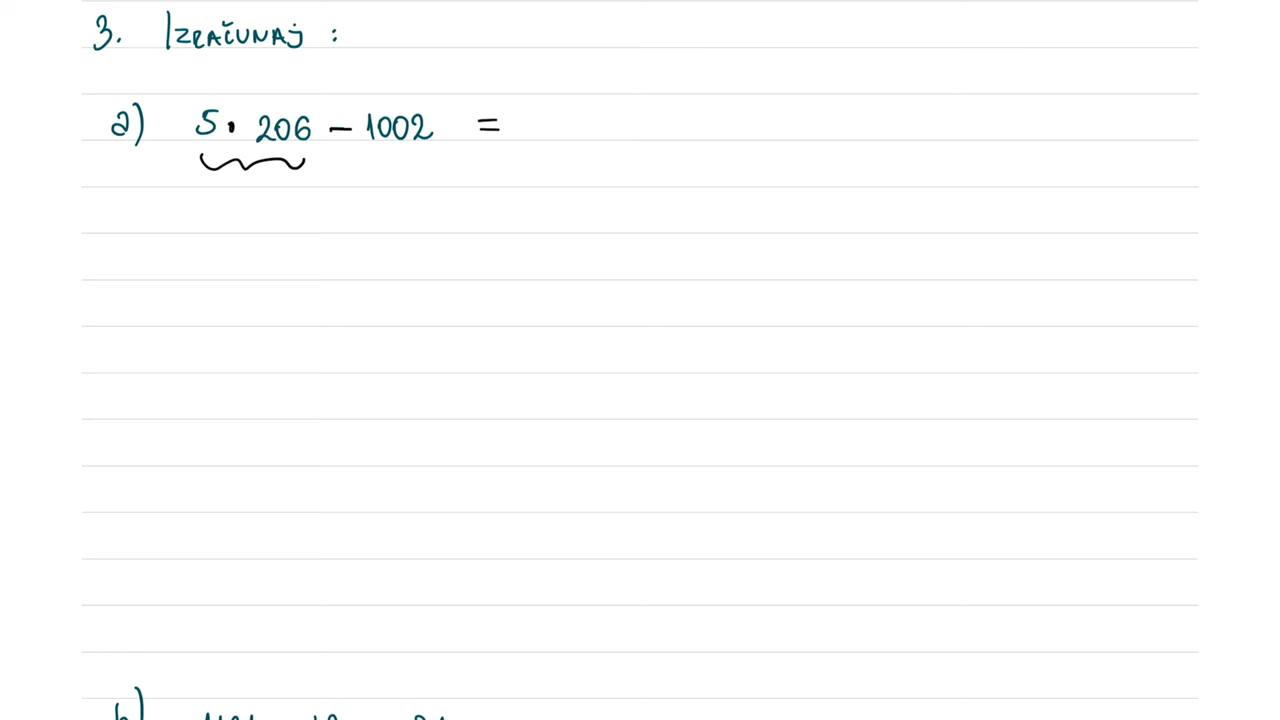 3. IZRAČUNAJ :
a) 5 · 206 – 1002 =
b)